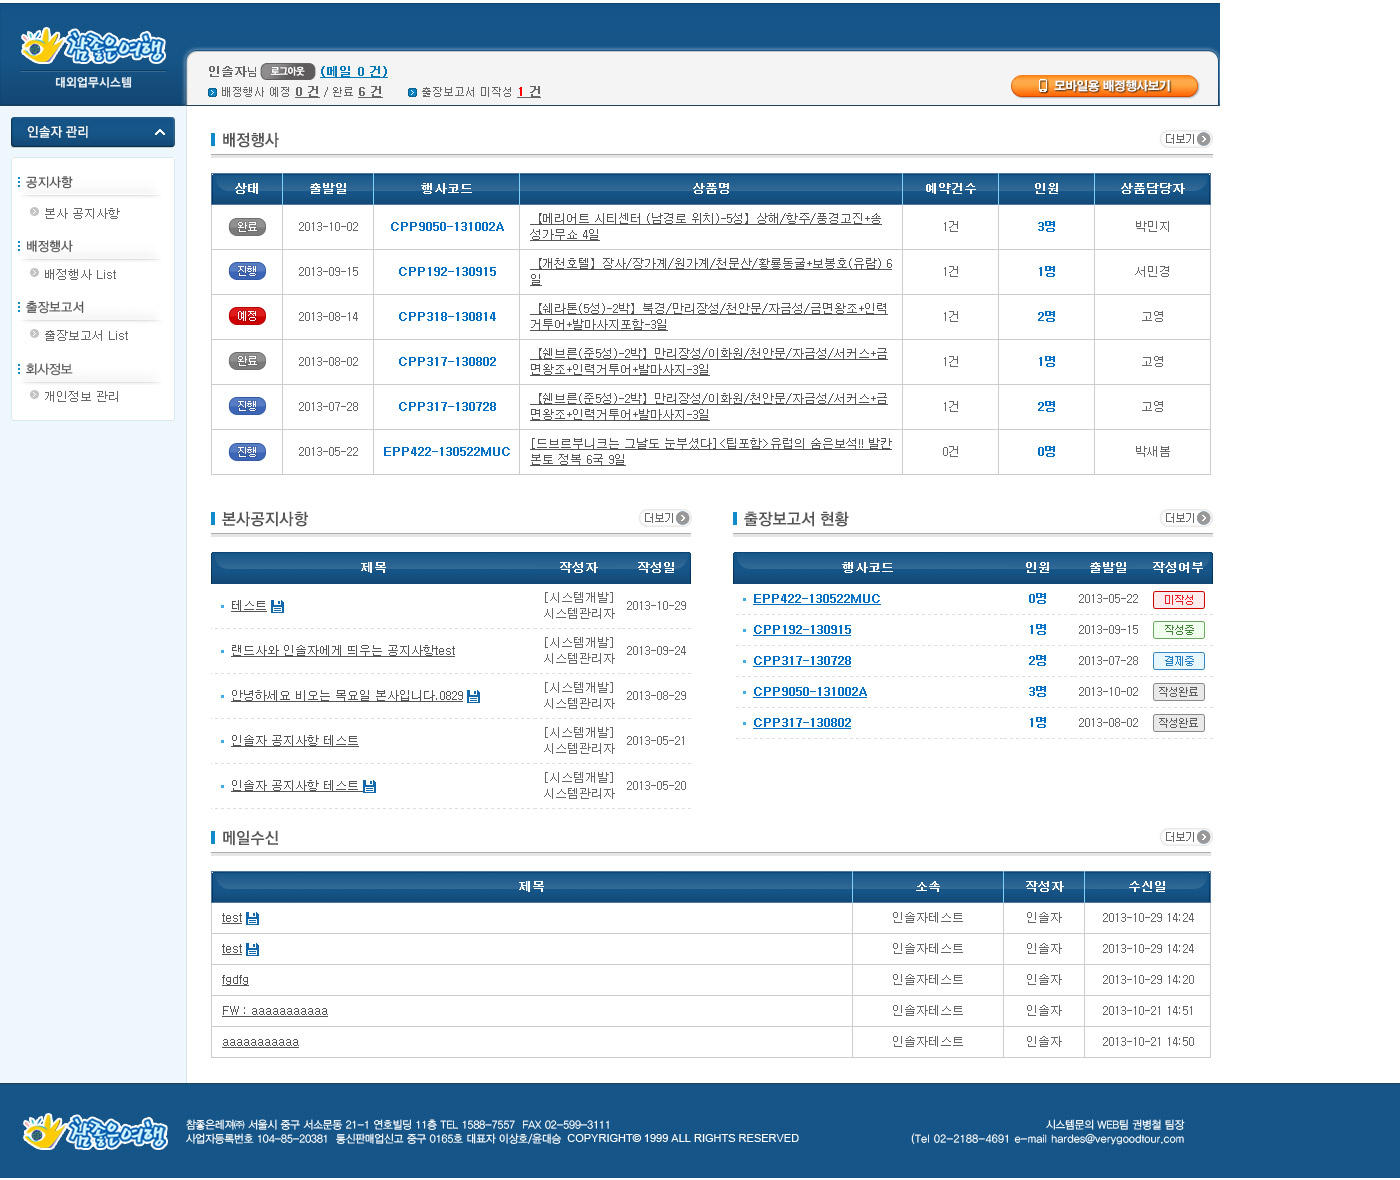 참좋은여행
대외업무시스템
인솔자님 로그아웃 (메일 0 건)
배정행사 예정 0 건 / 완료 6 건 출장보고서 미작성 1 건
모바일용 배정행사보기
인솔자 관리
공지사항
본사 공지사항
배정행사
배정행사 List
출장보고서
출장보고서 List
회사정보
개인정보 관리
배정행사 더보기
상태 출발일 행사코드 상품명 예약건수 인원 상품담당자
완료 2013-10-02 CPP9050-131002A 【메리어트 시티센터 (남경로 위치)-5성】상해/항주/풍경고진+송 1건 3명 박민지
성가무쇼 4일
진행 2013-09-15 CPP192-130915 【개천호텔】장사/장가계/원가계/천문산/황룡동굴+보봉호(유람) 6 1건 1명 서민경
일
예정 2013-08-14 CPP318-130814 【쉐라톤(5성)-2박】북경/만리장성/천안문/자금성/금면왕조+인력 1건 2명 고영
거투어+발마사지포함-3일
완료 2013-08-02 CPP317-130802 【쉔브른(준5성)-2박】만리장성/이화원/천안문/자금성/서커스+금 1건 1명 고영
면왕조+인력거투어+발마사지-3일
진행 2013-07-28 CPP317-130728 【쉔브른(준5성)-2박】만리장성/이화원/천안문/자금성/서커스+금 1건 2명 고영
면왕조+인력거투어+발마사지-3일
진행 2013-05-22 EPP422-130522MUC [드브르부니크는 그날도 눈부셨다]<팁포함>유럽의 숨은보석!! 발칸 0건 0명 박새봄
본토 정복 6국 9일
본사공지사항 더보기
제목 작성자 작성일
테스트 [시스템개발] 시스템관리자 2013-10-29
랜드사와 인솔자에게 띄우는 공지사항test [시스템개발] 시스템관리자 2013-09-24
안녕하세요 비오는 목요일 본사입니다.0829 [시스템개발] 시스템관리자 2013-08-29
인솔자 공지사항 테스트 [시스템개발] 시스템관리자 2013-05-21
인솔자 공지사항 테스트 [시스템개발] 시스템관리자 2013-05-20
출장보고서 현황 더보기
행사코드 인원 출발일 작성여부
EPP422-130522MUC 0명 2013-05-22 미작성
CPP192-130915 1명 2013-09-15 작성중
CPP317-130728 2명 2013-07-28 결제중
CPP9050-131002A 3명 2013-10-02 작성완료
CPP317-130802 1명 2013-08-02 작성완료
메일수신 더보기
제목 소속 작성자 수신일
test 인솔자테스트 인솔자 2013-10-29 14:24
test 인솔자테스트 인솔자 2013-10-29 14:24
fgdfg 인솔자테스트 인솔자 2013-10-29 14:20
FW : aaaaaaaaaaa 인솔자테스트 인솔자 2013-10-21 14:51
aaaaaaaaaaa 인솔자테스트 인솔자 2013-10-21 14:50
참좋은여행
참좋은레져㈜ 서울시 중구 서소문동 21-1 연호빌딩 11층 TEL 1588-7557 FAX 02-599-3111
사업자등록번호 104-85-20381 통신판매업신고 중구 0165호 대표자 이상호/윤대승 COPYRIGHT© 1999 ALL RIGHTS RESERVED
시스템문의 WEB팀 권병철 팀장
(Tel 02-2188-4691 e-mail hardes@verygoodtour.com